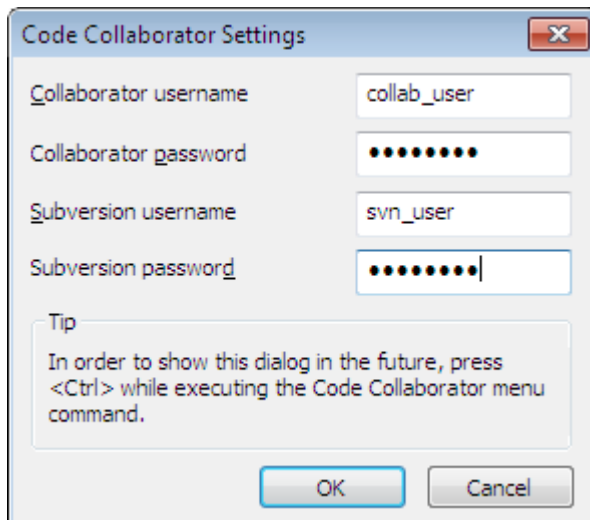 Code Collaborator Settings
Collaborator username collab_user
Collaborator password ●●●●●●●●
Subversion username svn_user
Subversion password ●●●●●●●●
Tip
In order to show this dialog in the future, press
<Ctrl> while executing the Code Collaborator menu
command.
OK Cancel